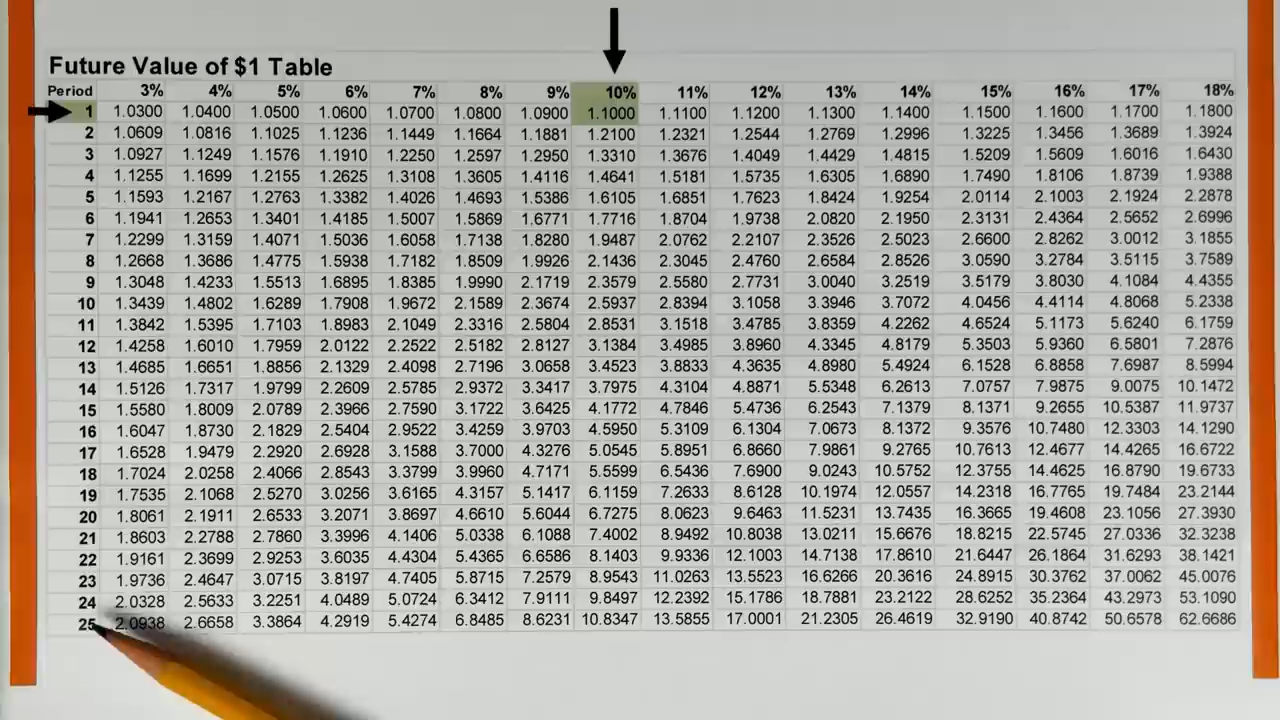 Future Value of $1 Table
Period 3% 4% 5% 6% 7% 8% 9% 10% 11% 12% 13% 14% 15% 16% 17% 18%
1 1.0300 1.0400 1.0500 1.0600 1.0700 1.0800 1.0900 1.1000 1.1100 1.1200 1.1300 1.1400 1.1500 1.1600 1.1700 1.1800
2 1.0609 1.0816 1.1025 1.1236 1.1449 1.1664 1.1881 1.2100 1.2321 1.2544 1.2769 1.2996 1.3225 1.3456 1.3689 1.3924
3 1.0927 1.1249 1.1576 1.1910 1.2250 1.2597 1.2950 1.3310 1.3676 1.4049 1.4429 1.4815 1.5209 1.5609 1.6016 1.6430
4 1.1255 1.1699 1.2155 1.2625 1.3108 1.3605 1.4116 1.4641 1.5181 1.5735 1.6305 1.6890 1.7490 1.8106 1.8739 1.9388
5 1.1593 1.2167 1.2763 1.3382 1.4026 1.4693 1.5386 1.6105 1.6851 1.7623 1.8424 1.9254 2.0114 2.1003 2.1924 2.2878
6 1.1941 1.2653 1.3401 1.4185 1.5007 1.5869 1.6771 1.7716 1.8704 1.9738 2.0820 2.1950 2.3131 2.4364 2.5652 2.6996
7 1.2299 1.3159 1.4071 1.5036 1.6058 1.7138 1.8280 1.9487 2.0762 2.2107 2.3526 2.5023 2.6600 2.8262 3.0012 3.1855
8 1.2668 1.3686 1.4775 1.5938 1.7182 1.8509 1.9926 2.1436 2.3045 2.4760 2.6584 2.8526 3.0590 3.2784 3.5115 3.7589
9 1.3048 1.4233 1.5513 1.6895 1.8385 1.9990 2.1719 2.3579 2.5580 2.7731 3.0040 3.2519 3.5179 3.8030 4.1084 4.4355
10 1.3439 1.4802 1.6289 1.7908 1.9672 2.1589 2.3674 2.5937 2.8394 3.1058 3.3946 3.7072 4.0456 4.4114 4.8068 5.2338
11 1.3842 1.5395 1.7103 1.8983 2.1049 2.3316 2.5804 2.8531 3.1518 3.4785 3.8359 4.2262 4.6524 5.1173 5.6240 6.1759
12 1.4258 1.6010 1.7959 2.0122 2.2522 2.5182 2.8127 3.1384 3.4985 3.8960 4.3345 4.8179 5.3503 5.9360 6.5801 7.2876
13 1.4685 1.6651 1.8856 2.1329 2.4098 2.7196 3.0658 3.4523 3.8833 4.3635 4.8980 5.4924 6.1528 6.8858 7.6987 8.5994
14 1.5126 1.7317 1.9799 2.2609 2.5785 2.9372 3.3417 3.7975 4.3104 4.8871 5.5348 6.2613 7.0757 7.9875 9.0075 10.1472
15 1.5580 1.8009 2.0789 2.3966 2.7590 3.1722 3.6425 4.1772 4.7846 5.4736 6.2543 7.1379 8.1371 9.2655 10.5387 11.9737
16 1.6047 1.8730 2.1829 2.5404 2.9522 3.4259 3.9703 4.5950 5.3109 6.1304 7.0673 8.1372 9.3576 10.7480 12.3303 14.1290
17 1.6528 1.9479 2.2920 2.6928 3.1588 3.7000 4.3276 5.0545 5.8951 6.8660 7.9861 9.2765 10.7613 12.4677 14.4265 16.6722
18 1.7024 2.0258 2.4066 2.8543 3.3799 3.9960 4.7171 5.5599 6.5436 7.6900 9.0243 10.5752 12.3755 14.4625 16.8790 19.6733
19 1.7535 2.1068 2.5270 3.0256 3.6165 4.3157 5.1417 6.1159 7.2633 8.6128 10.1974 12.0557 14.2318 16.7765 19.7484 23.2144
20 1.8061 2.1911 2.6533 3.2071 3.8697 4.6610 5.6044 6.7275 8.0623 9.6463 11.5231 13.7435 16.3665 19.4608 23.1056 27.3930
21 1.8603 2.2788 2.7860 3.3996 4.1406 5.0338 6.1088 7.4002 8.9492 10.8038 13.0211 15.6676 18.8215 22.5745 27.0336 32.3238
22 1.9161 2.3699 2.9253 3.6035 4.4304 5.4365 6.6586 8.1403 9.9336 12.1003 14.7138 17.8610 21.6447 26.1864 31.6293 38.1421
23 1.9736 2.4647 3.0715 3.8197 4.7405 5.8715 7.2579 8.9543 11.0263 13.5523 16.6266 20.3616 24.8915 30.3762 37.0062 45.0076
24 2.0328 2.5633 3.2251 4.0489 5.0724 6.3412 7.9111 9.8497 12.2392 15.1786 18.7881 23.2122 28.6252 35.2364 43.2973 53.1090
25 2.0938 2.6658 3.3864 4.2919 5.4274 6.8485 8.6231 10.8347 13.5855 17.0001 21.2305 26.4619 32.9190 40.8742 50.6578 62.6686